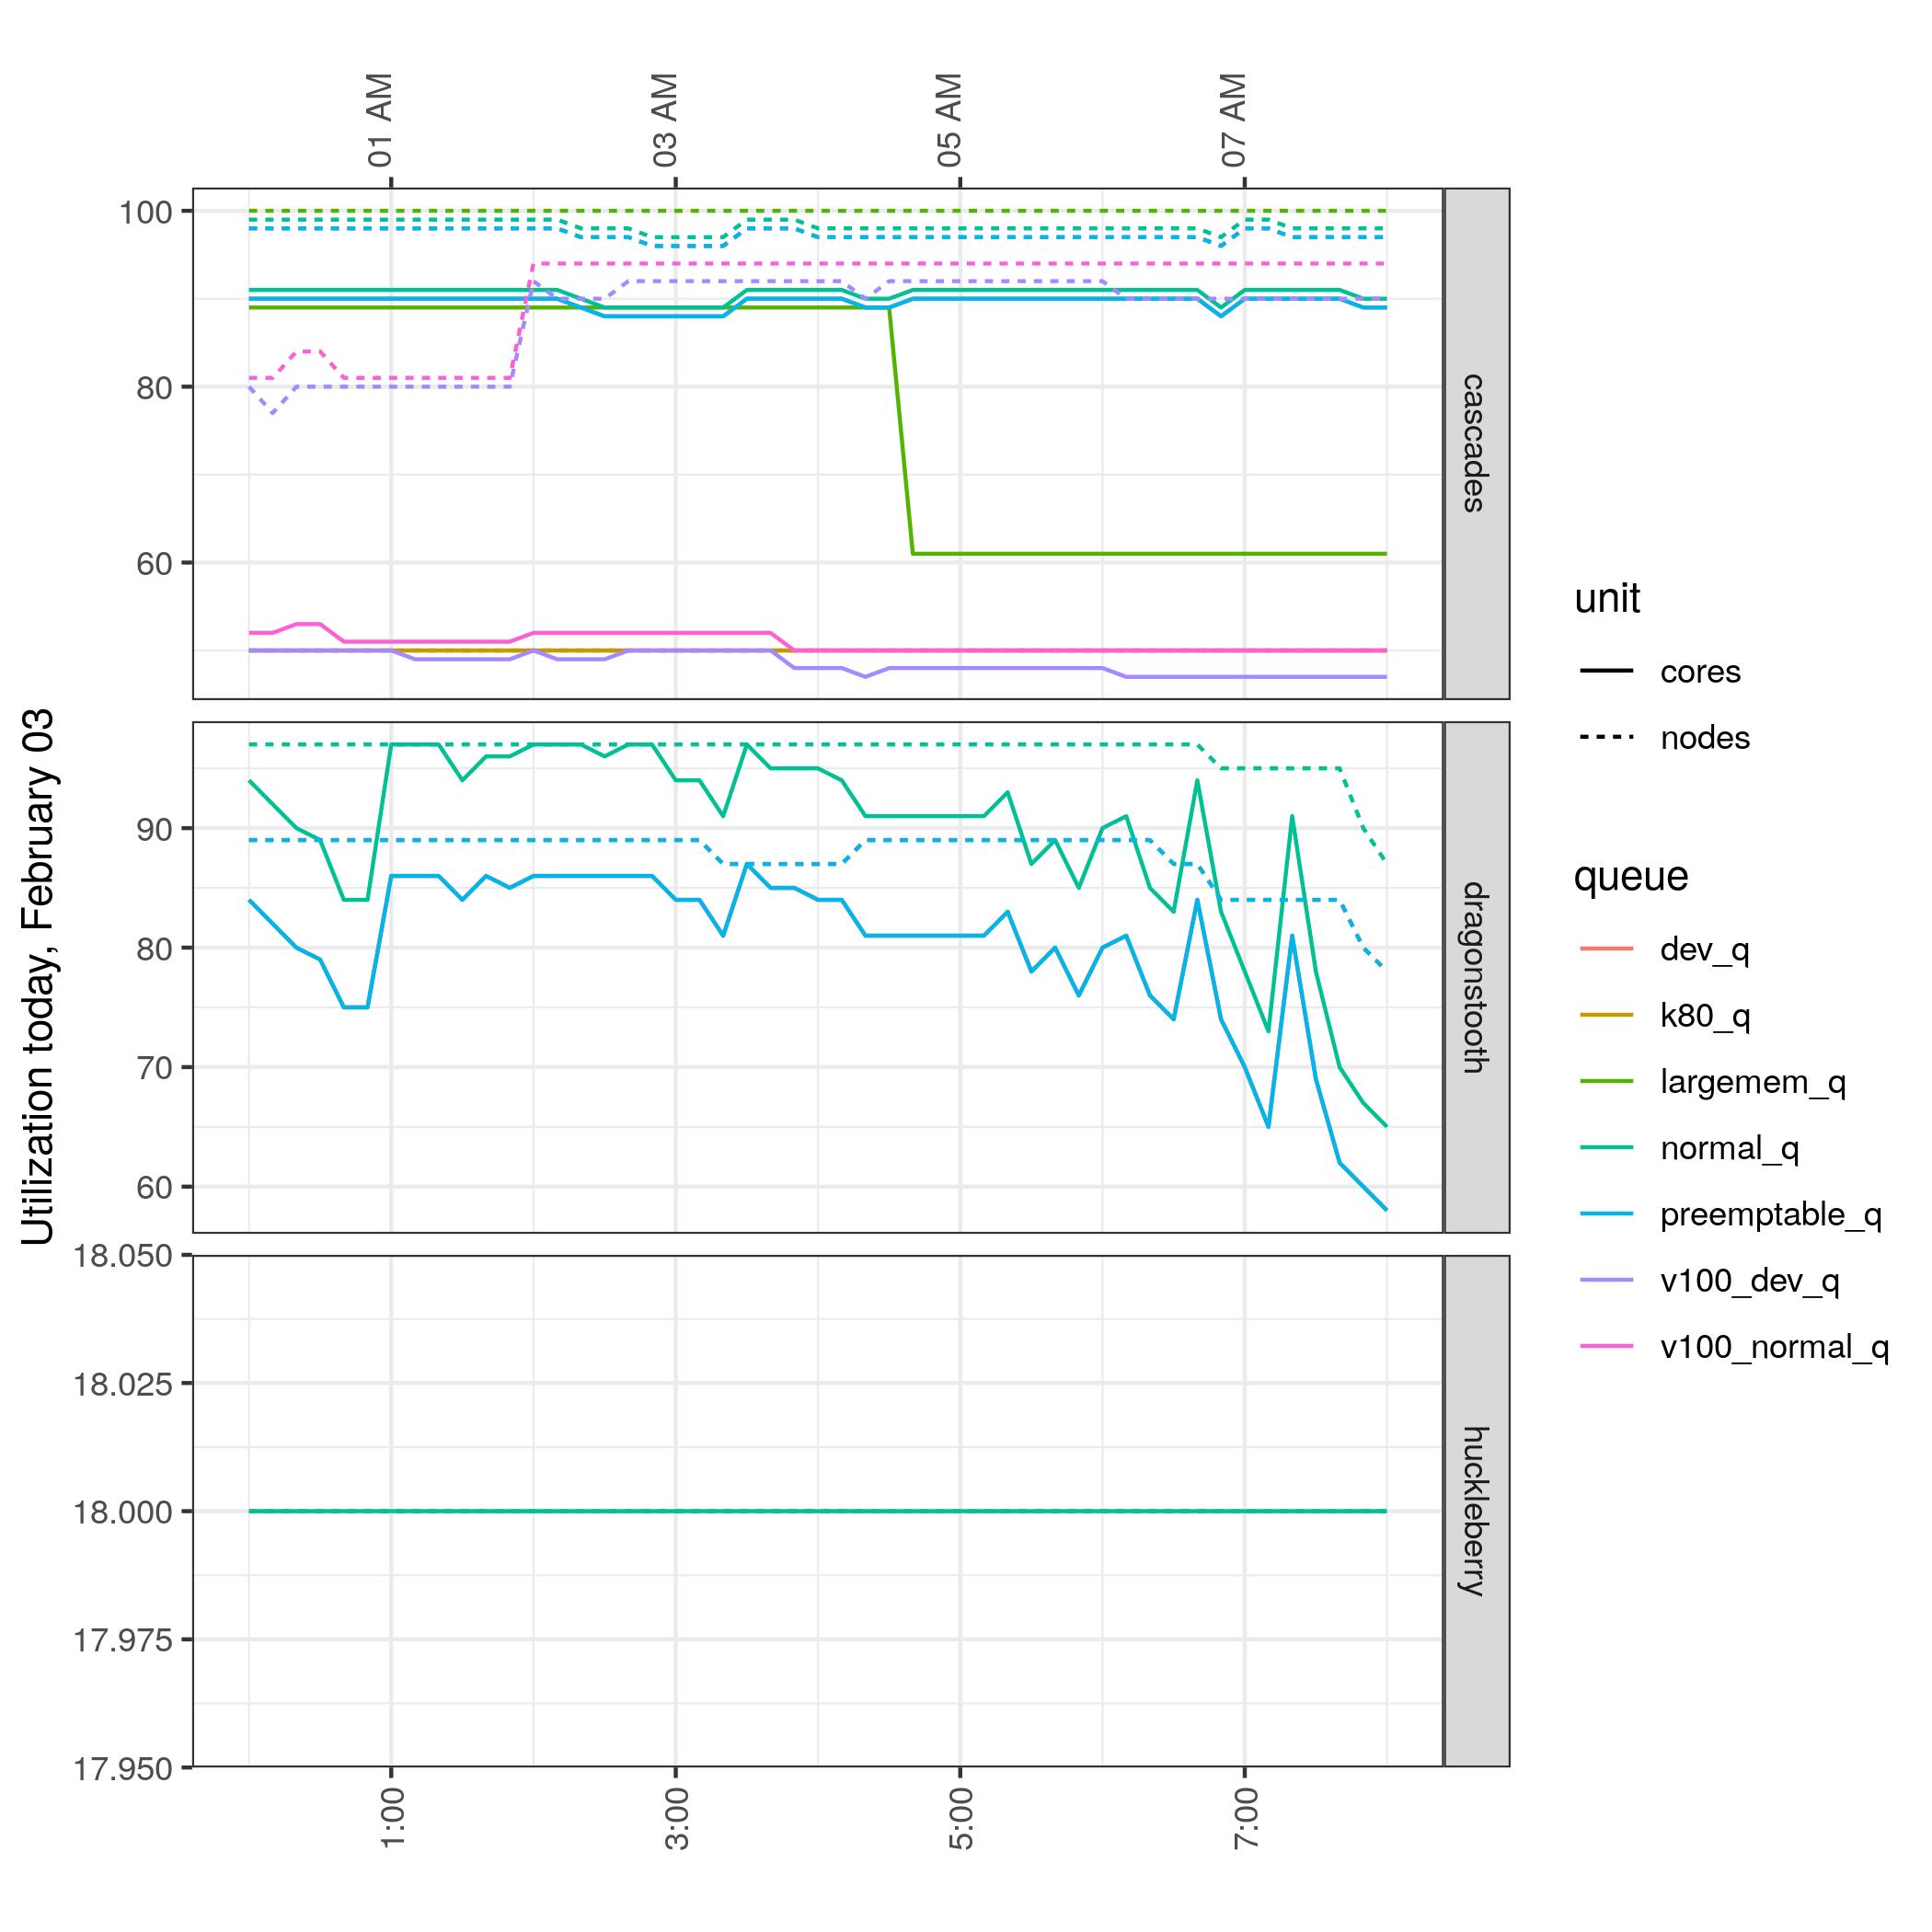 01 AM
03 AM
05 AM
07 AM
100
80
60
cascades
90
80
70
60
dragonstooth
18.050
18.025
18.000
17.975
17.950
huckleberry
1:00
3:00
5:00
7:00
Utilization today, February 03
unit
cores
nodes
queue
dev_q
k80_q
largemem_q
normal_q
preemptable_q
v100_dev_q
v100_normal_q